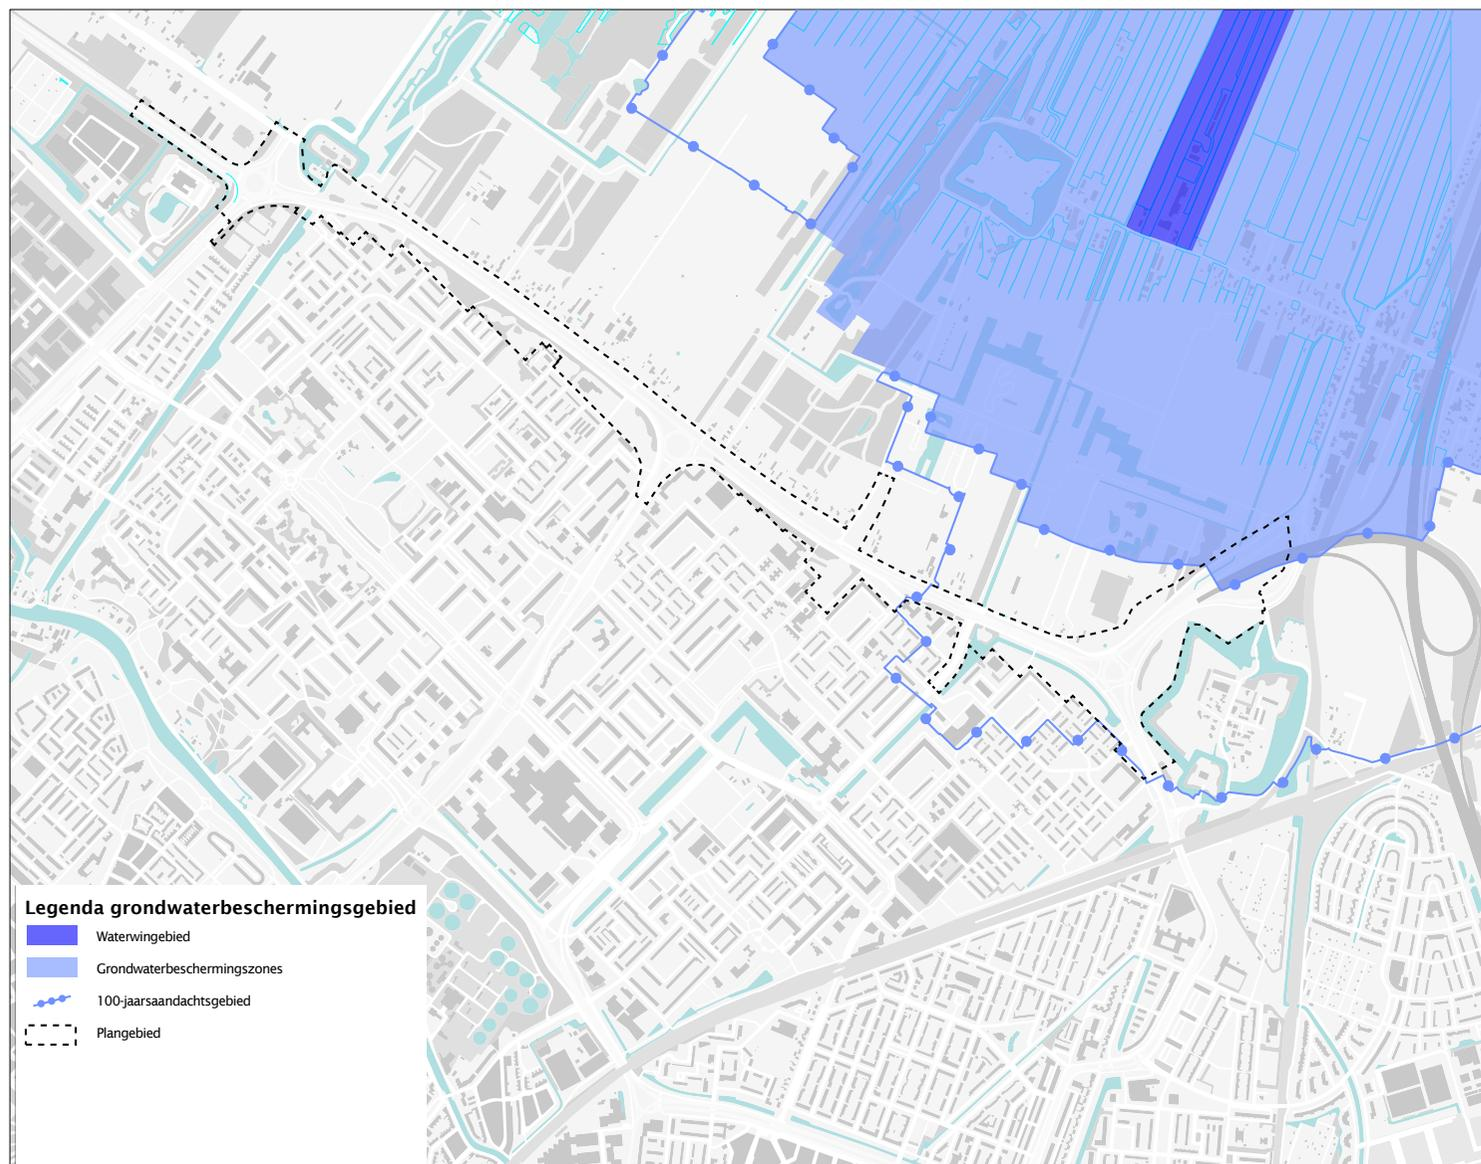 Legenda grondwaterbeschermingsgebied
Waterwingebied
Grondwaterbeschermingszones
100-jaarsaandachtsgebied
Plangebied